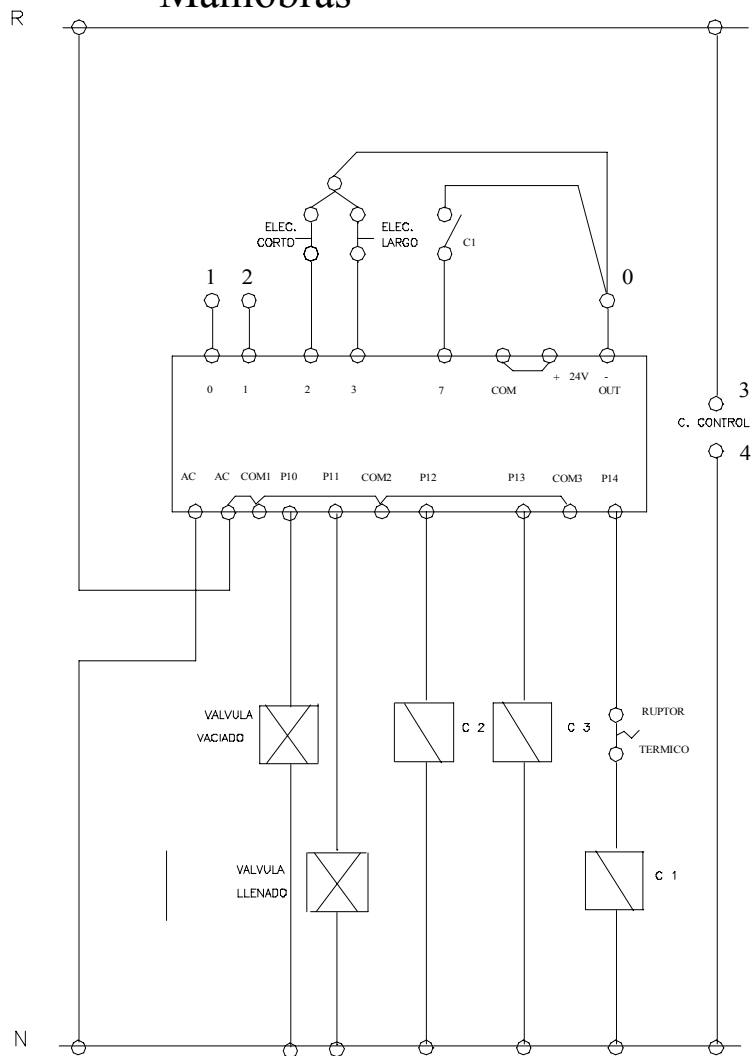 Maniobras
R
ELEC.
CORTO
ELEC.
LARGO
C1
1 2
0
0 1 2 3 7 COM + 24V -
OUT
3
C. CONTROL
4
AC AC COM1 P10 P11 COM2 P12 P13 COM3 P14
VALVULA
VACIADO
C 2
C 3
RUPTOR
TERMICO
VALVULA
LLENADO
C 1
N